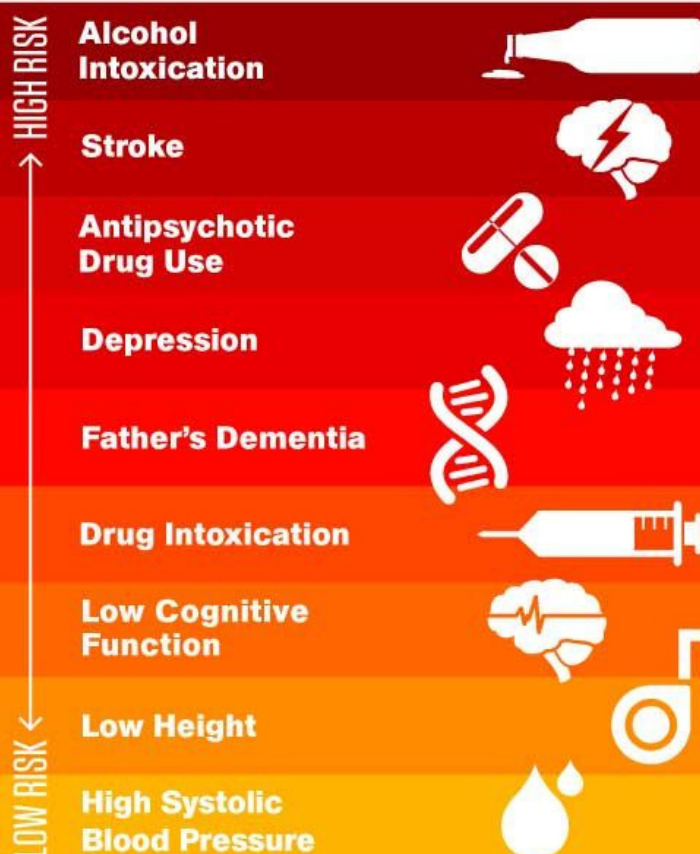 HIGH RISK
Alcohol
Intoxication
Stroke
Antipsychotic
Drug Use
Depression
Father's Dementia
Drug Intoxication
Low Cognitive
Function
Low Height
LOW RISK
High Systolic
Blood Pressure